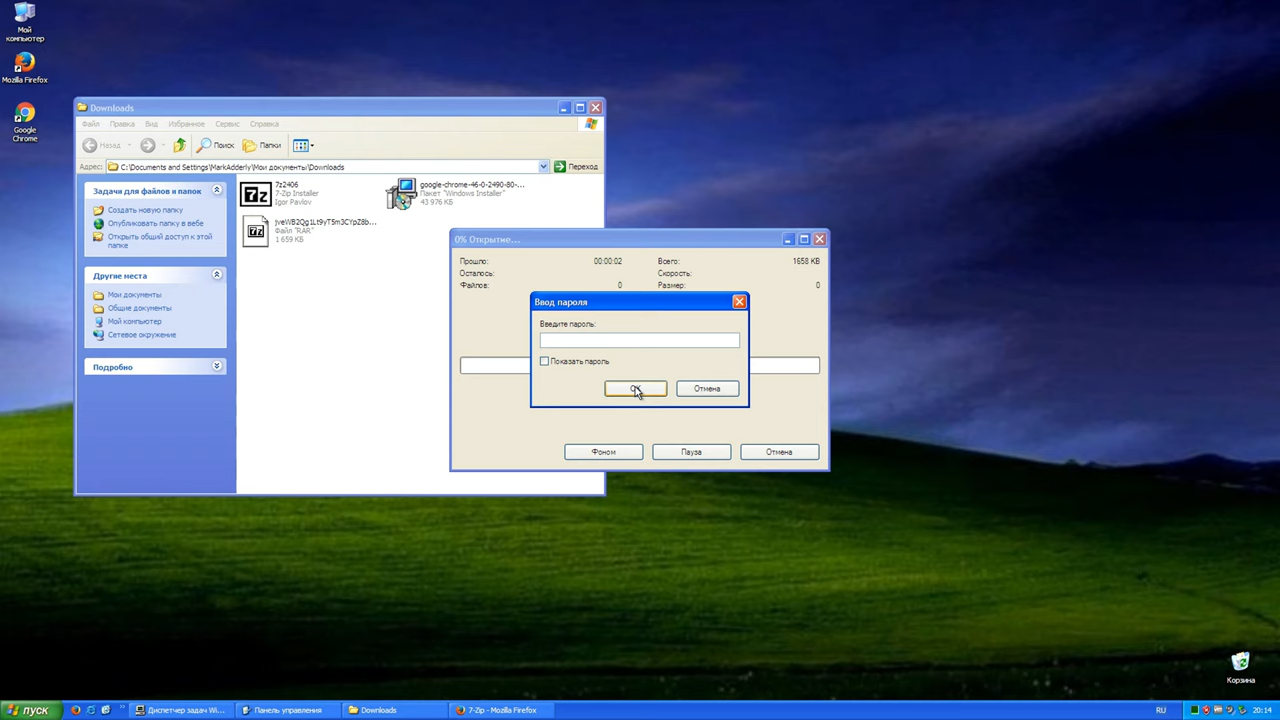 Мой
компьютер
Mozilla Firefox
Google
Chrome
Downloads
Файл Правка Вид Избранное Сервис Справка
Назад Поиск Папки
Адрес: C:\Documents and Settings\MarkAdderly\Мои документы\Downloads Переход
Задачи для файлов и папок
Создать новую папку
Опубликовать папку в вебе
Открыть общий доступ к этой
папке
Другие места
Мои документы
Общие документы
Мой компьютер
Сетевое окружение
Подробно
7z
7z2406
7-Zip Installer
Igor Pavlov
google-chrome-46-0-2490-80-...
Пакет "Windows Installer"
43 976 КБ
7z
jveWB2Qg1Lt9yT5m3CYpZ8b...
Файл "RAR"
1 659 КБ
0% Открытие...
Прошло: 00:00:02 Всего: 1658 KB
Осталось: Скорость:
Файлов: 0 Размер: 0
Ввод пароля
Введите пароль:
Показать пароль
OK Отмена
Фоном Пауза Отмена
Корзина
пуск Диспетчер задач Wi... Панель управления Downloads 7-Zip - Mozilla Firefox RU 20:14